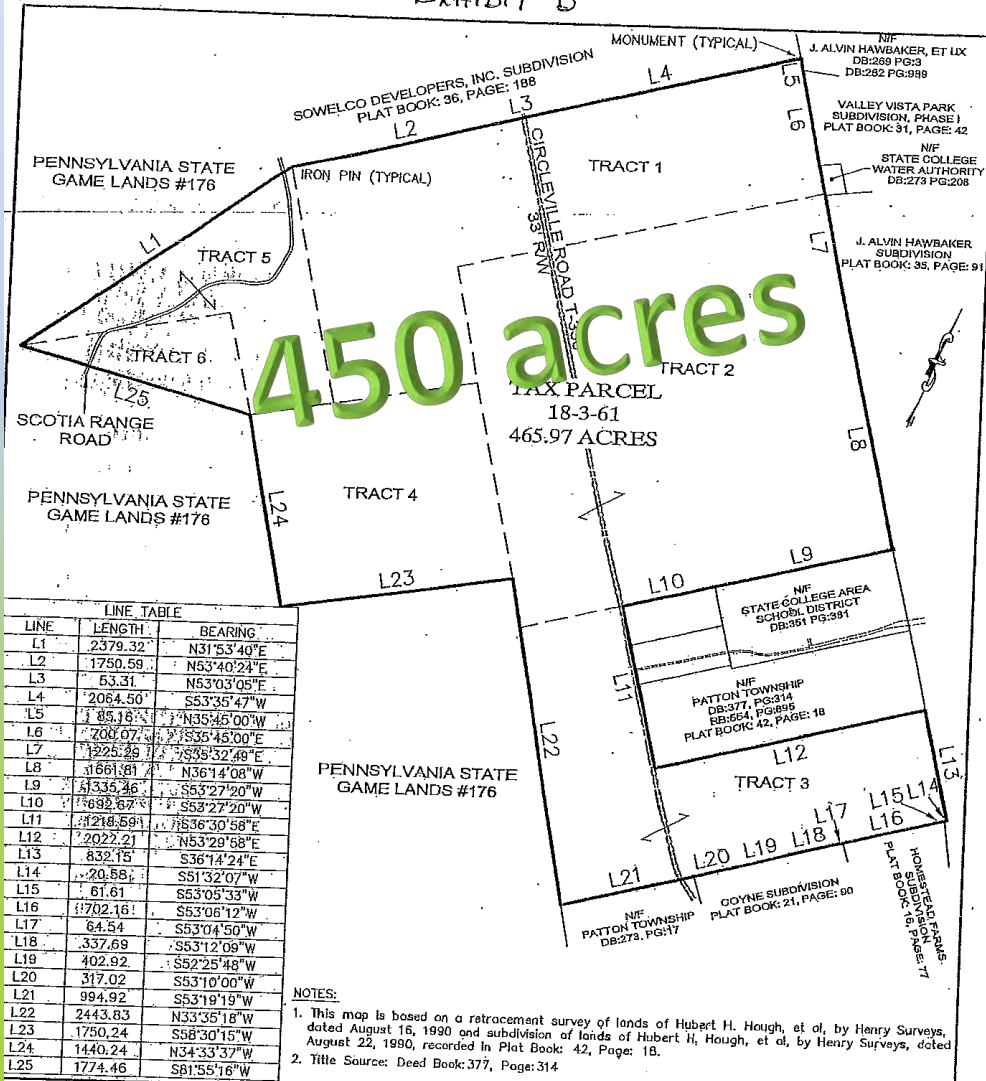 EXHIBIT "B"
MONUMENT (TYPICAL)
N/F
J. ALVIN HAWBAKER, ET UX
DB:269 PG:3
DB:282 PG:989
SOWELCO DEVELOPERS, INC. SUBDIVISION
PLAT BOOK: 36, PAGE: 188
L2
L3
L4
L5
L6
VALLEY VISTA PARK
SUBDIVISION, PHASE I
PLAT BOOK: 31, PAGE: 42
N/F
STATE COLLEGE
WATER AUTHORITY
DB:273 PG:208
PENNSYLVANIA STATE
GAME LANDS #176
IRON PIN (TYPICAL)
CIRCLEVILLE ROAD T-330
33' R/W
TRACT 1
L1
TRACT 5
L7
J. ALVIN HAWBAKER
SUBDIVISION
PLAT BOOK: 35, PAGE: 91
450 acres
TRACT 6
TRACT 2
L25
TAX PARCEL
18-3-61
465.97 ACRES
SCOTIA RANGE
ROAD
L8
PENNSYLVANIA STATE
GAME LANDS #176
L24
TRACT 4
L23
L10
L9
N/F
STATE COLLEGE AREA
SCHOOL DISTRICT
DB:351 PG:381
L11
N/F
PATTON TOWNSHIP
DB:377, PG:314
RB:564, PG:895
PLAT BOOK: 42, PAGE: 18
L22
L12
TRACT 3
L13
PENNSYLVANIA STATE
GAME LANDS #176
L21
L20
L19
L18
L17
L16
L15
L14
N/F
PATTON TOWNSHIP
DB:273, PG:17
COYNE SUBDIVISION
PLAT BOOK: 21, PAGE: 90
HOMESTEAD FARMS
SUBDIVISION
PLAT BOOK: 16, PAGE: 77
LINE TABLE
LINE LENGTH BEARING
L1 2379.32 N31°53'40"E
L2 1750.59 N53°40'24"E
L3 53.31 N53°03'05"E
L4 2064.50 S53°35'47"W
L5 85.16 N35°45'00"W
L6 700.07 S35°45'00"E
L7 1225.29 S35°32'49"E
L8 1661.81 N36°14'08"W
L9 1335.46 S53°27'20"W
L10 692.67 S53°27'20"W
L11 1218.59 S36°30'58"E
L12 2022.21 N53°29'58"E
L13 832.15 S36°14'24"E
L14 20.58 S51°32'07"W
L15 61.61 S53°05'33"W
L16 702.16 S53°06'12"W
L17 64.54 S53°04'50"W
L18 337.69 S53°12'09"W
L19 402.92 S52°25'48"W
L20 317.02 S53°10'00"W
L21 994.92 S53°19'19"W
L22 2443.83 N33°35'18"W
L23 1750.24 S58°30'15"W
L24 1440.24 N34°33'37"W
L25 1774.46 S81°55'16"W
NOTES:
1. This map is based on a retracement survey of lands of Hubert H. Hough, et al, by Henry Surveys,
dated August 16, 1990 and subdivision of lands of Hubert H. Hough, et al, by Henry Surveys, dated
August 22, 1990, recorded in Plat Book: 42, Page: 18.
2. Title Source: Deed Book: 377, Page: 314